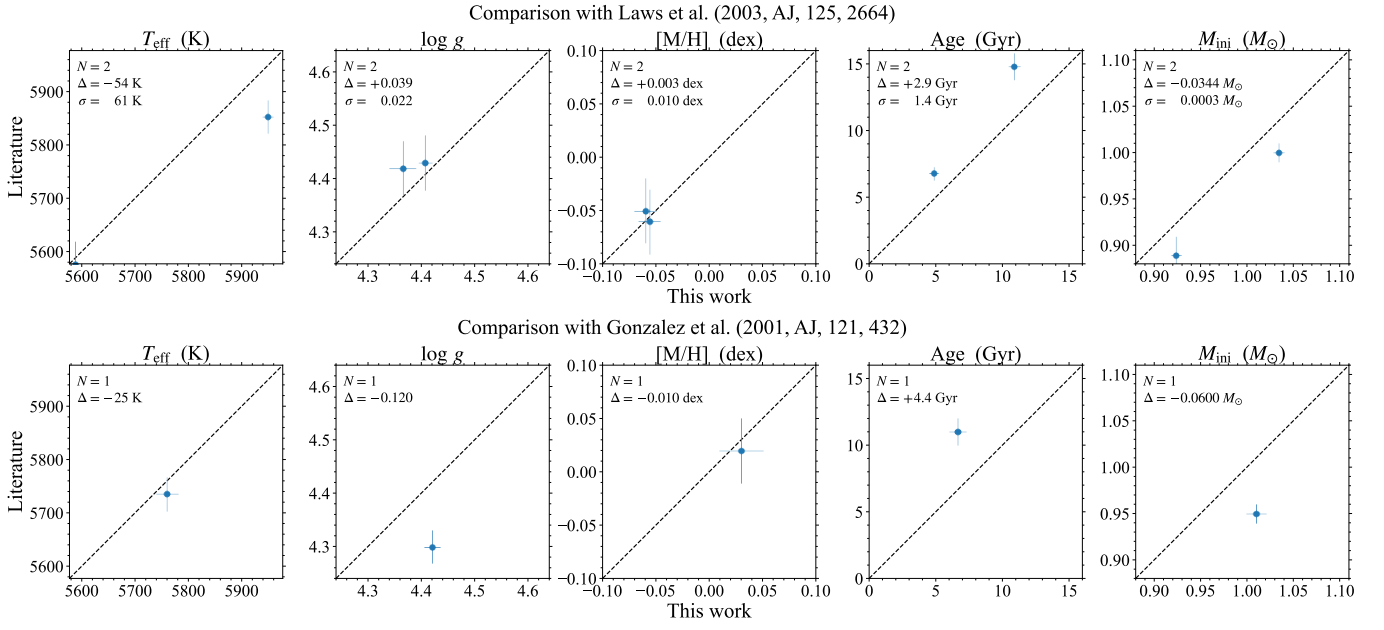 Comparison with Laws et al. (2003, AJ, 125, 2664)
T_eff (K)
log g
[M/H] (dex)
Age (Gyr)
M_ini (M_⊙)
N = 2
Δ = −54 K
σ = 61 K
N = 2
Δ = +0.039
σ = 0.022
N = 2
Δ = +0.003 dex
σ = 0.010 dex
N = 2
Δ = +2.9 Gyr
σ = 1.4 Gyr
N = 2
Δ = −0.0344 M_⊙
σ = 0.0003 M_⊙
Literature
5900
5800
5700
5600
5600 5700 5800 5900
4.6
4.5
4.4
4.3
4.3 4.4 4.5 4.6
0.10
0.05
0.00
−0.05
−0.10
−0.10 −0.05 0.00 0.05 0.10
15
10
5
0
0 5 10 15
1.10
1.05
1.00
0.95
0.90
0.90 0.95 1.00 1.05 1.10
This work
Comparison with Gonzalez et al. (2001, AJ, 121, 432)
T_eff (K)
log g
[M/H] (dex)
Age (Gyr)
M_ini (M_⊙)
N = 1
Δ = −25 K
N = 1
Δ = −0.120
N = 1
Δ = −0.010 dex
N = 1
Δ = +4.4 Gyr
N = 1
Δ = −0.0600 M_⊙
Literature
5900
5800
5700
5600
5600 5700 5800 5900
4.6
4.5
4.4
4.3
4.3 4.4 4.5 4.6
0.10
0.05
0.00
−0.05
−0.10
−0.10 −0.05 0.00 0.05 0.10
15
10
5
0
0 5 10 15
1.10
1.05
1.00
0.95
0.90
0.90 0.95 1.00 1.05 1.10
This work